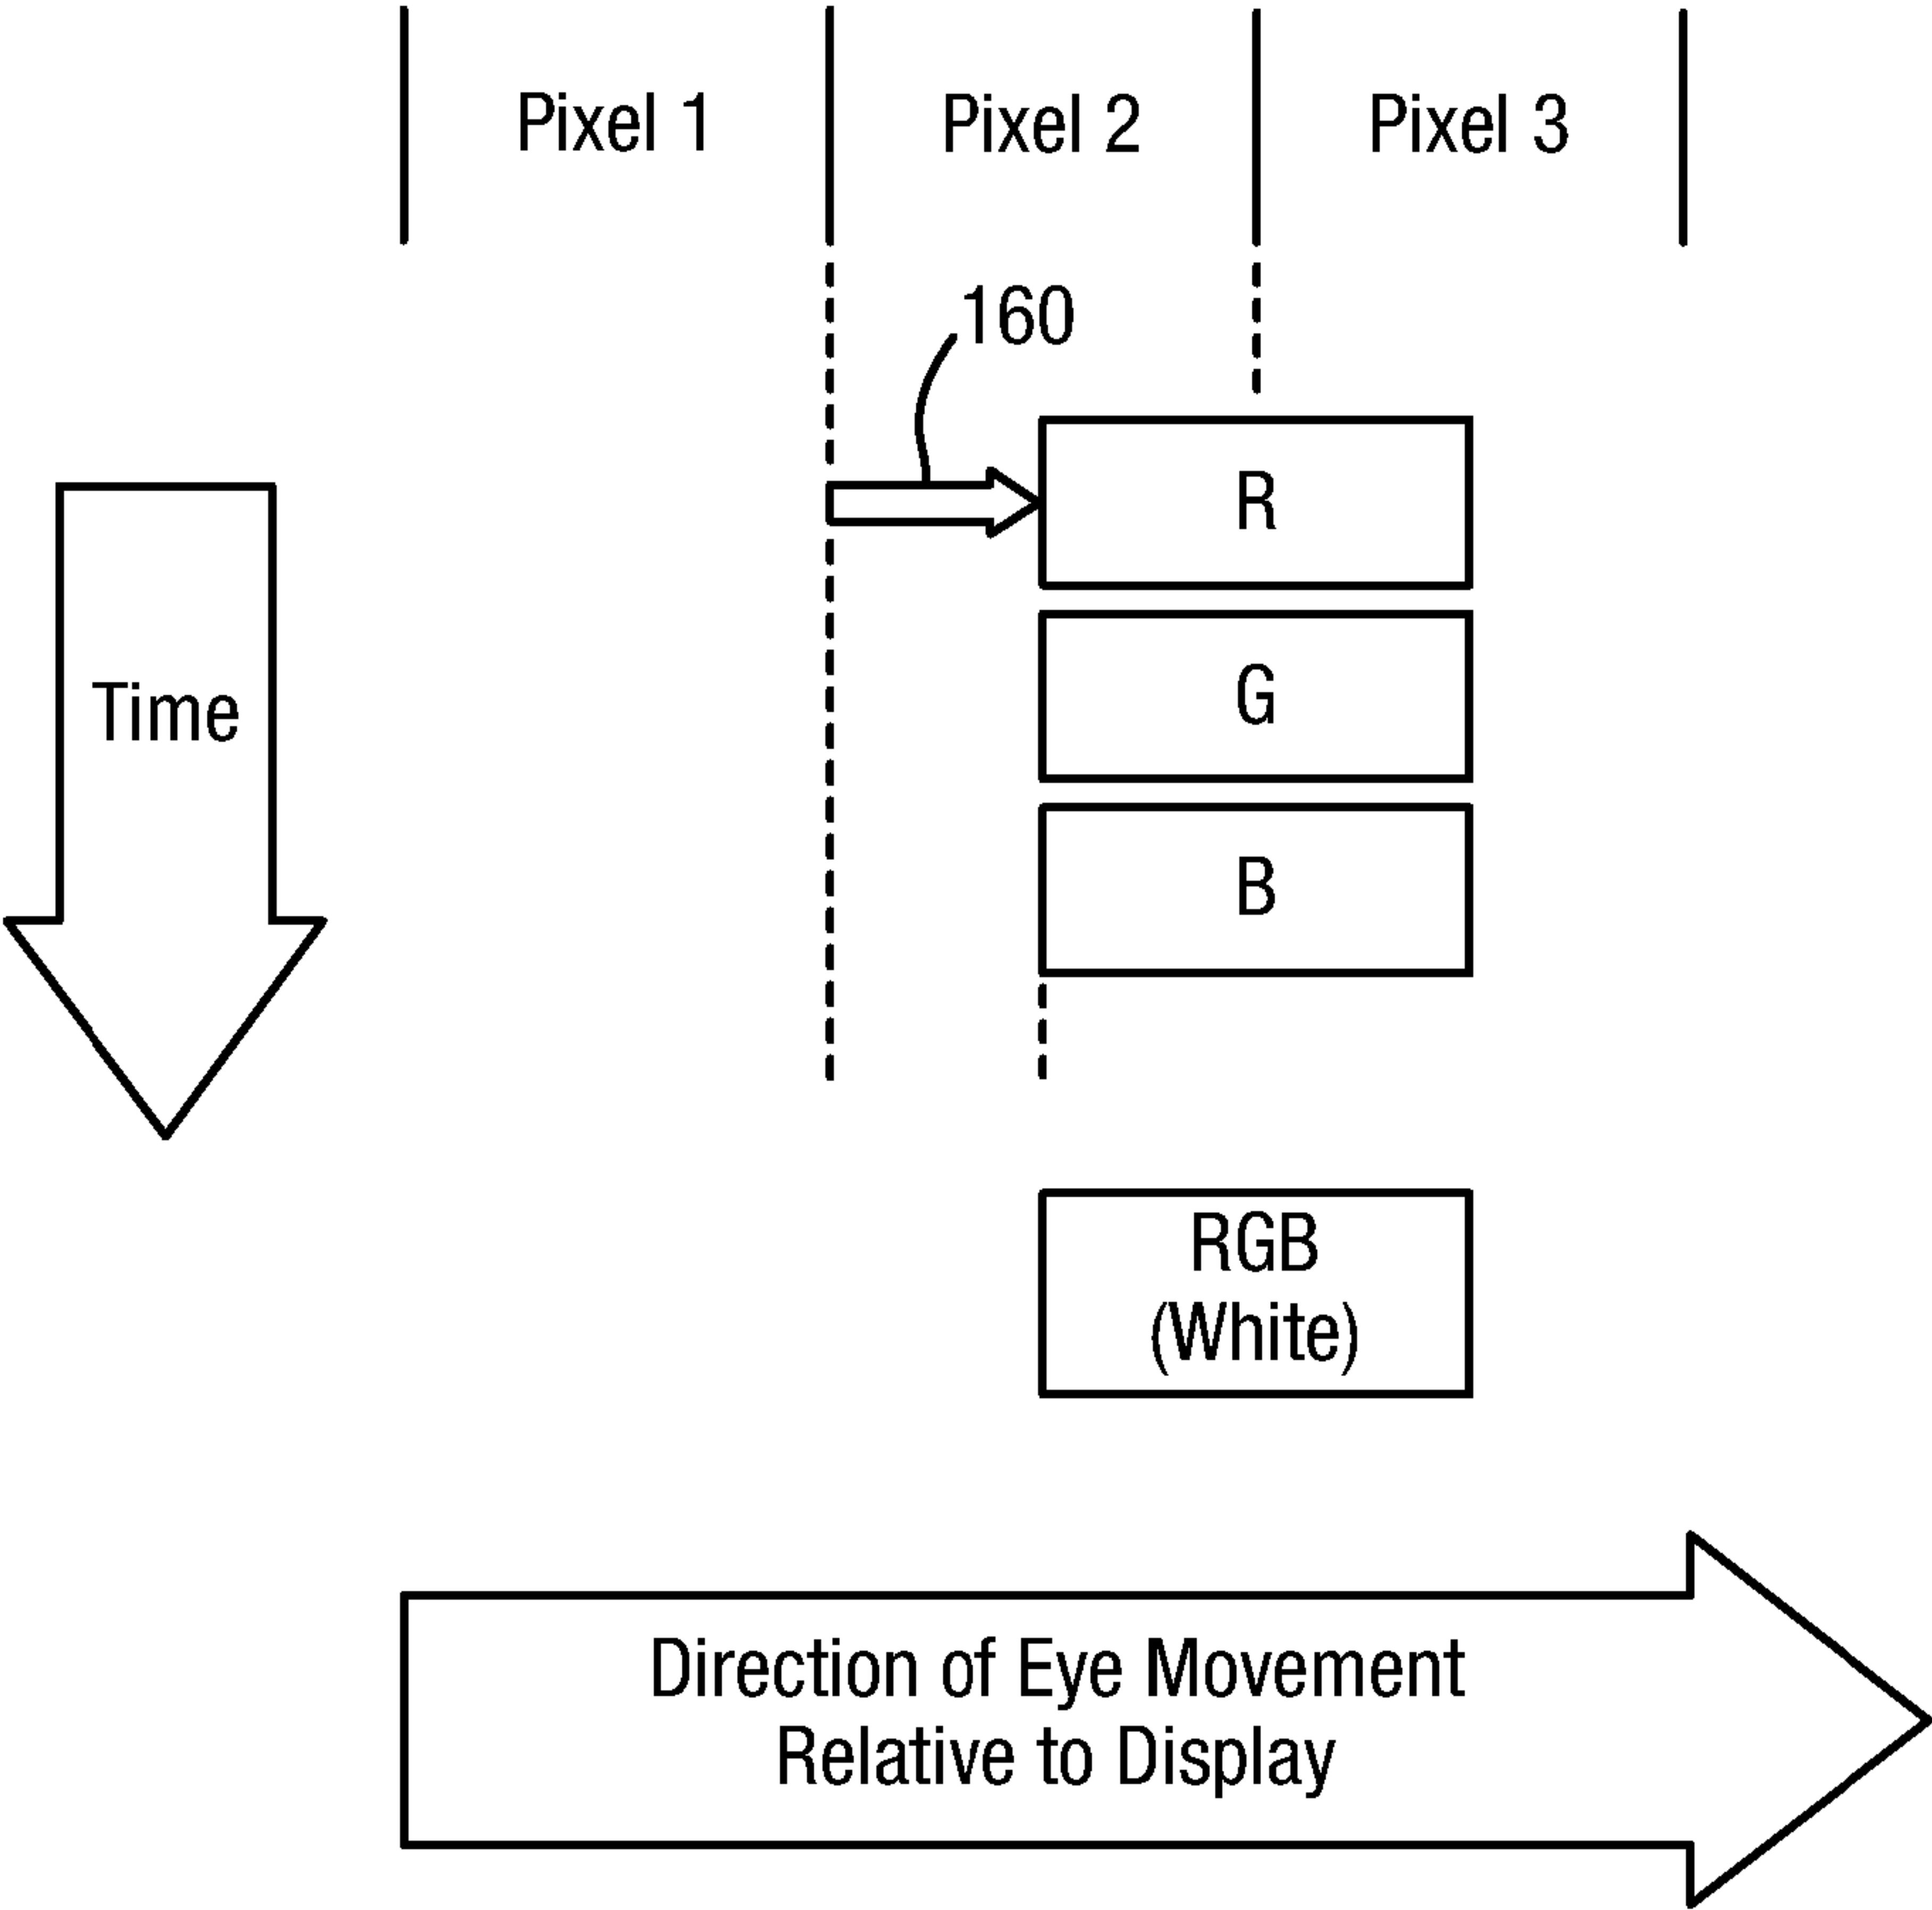 Pixel 1
Pixel 2
Pixel 3
160
R
Time
G
B
RGB
(White)
Direction of Eye Movement
Relative to Display